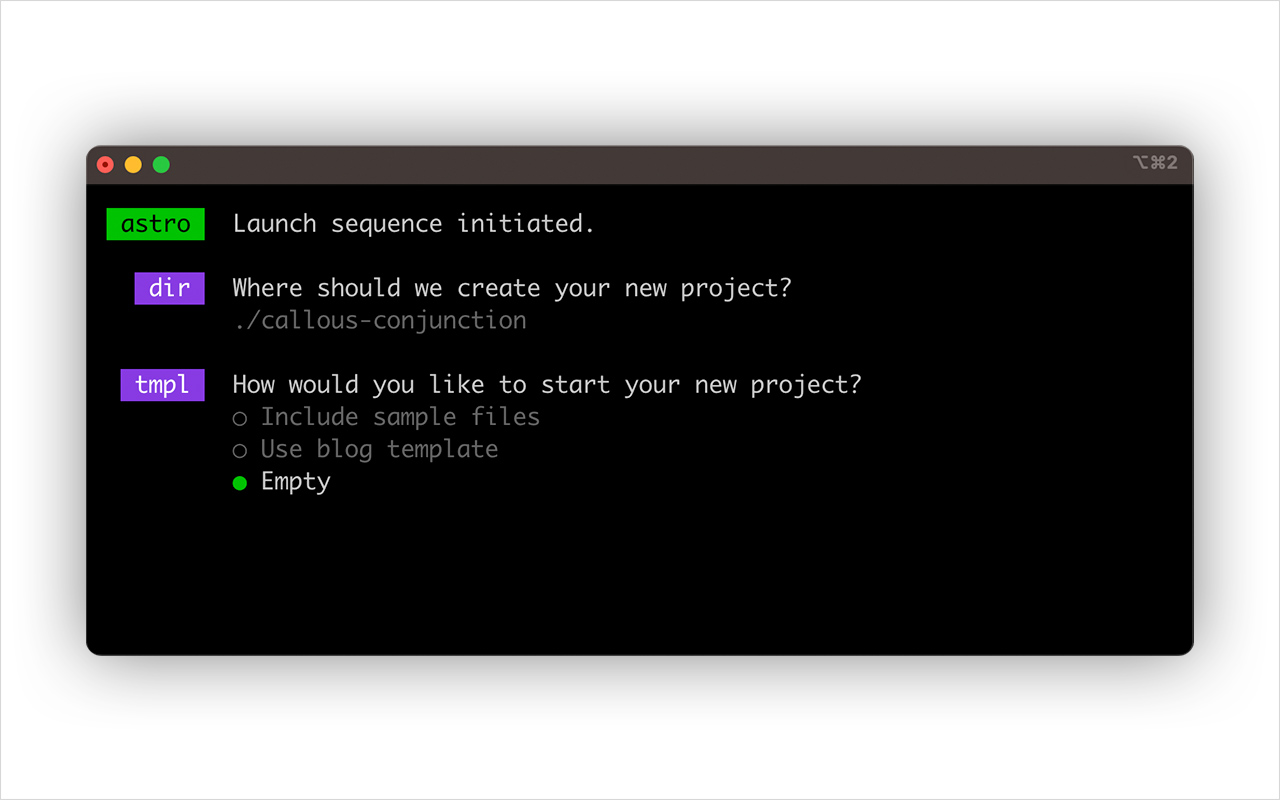 ⌥⌘2
astro Launch sequence initiated.
dir Where should we create your new project?
./callous-conjunction
tmpl How would you like to start your new project?
○ Include sample files
○ Use blog template
● Empty